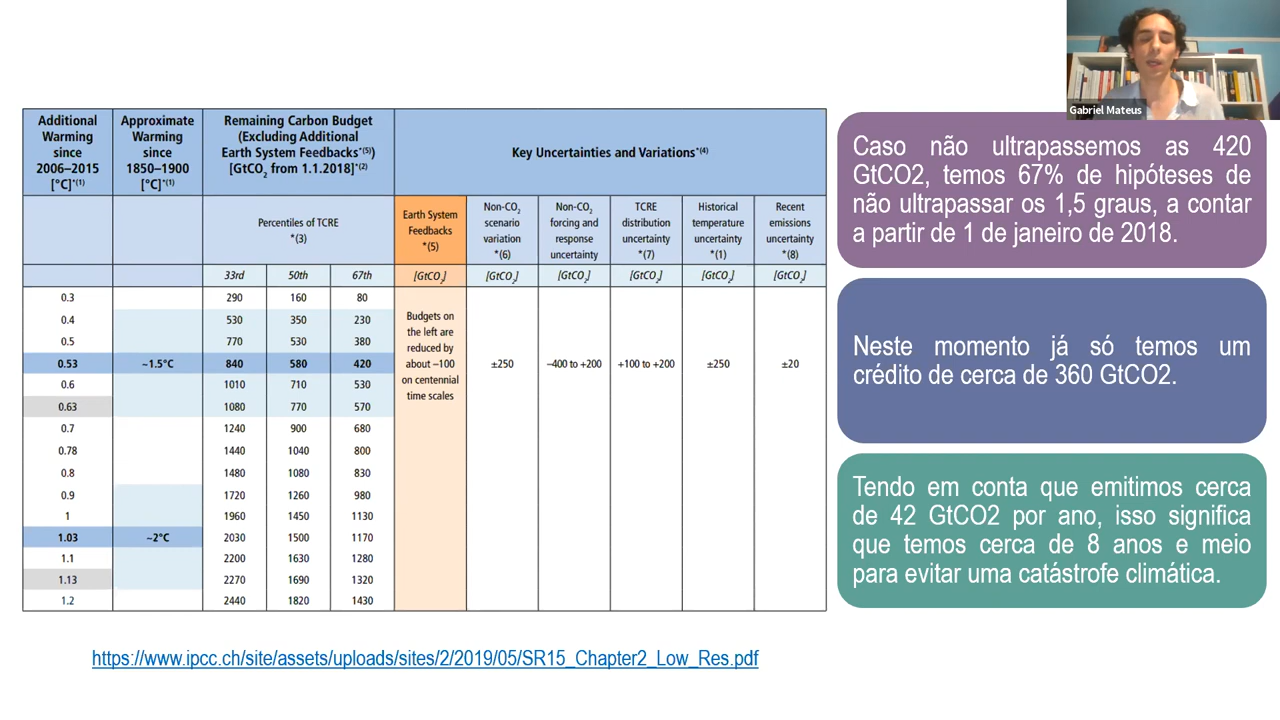 Gabriel Mateus
Additional Warming since 2006–2015 [°C]*(1)
Approximate Warming since 1850–1900 [°C]*(1)
Remaining Carbon Budget (Excluding Additional Earth System Feedbacks*(5)) [GtCO2 from 1.1.2018]*(2)
Key Uncertainties and Variations*(4)
Percentiles of TCRE *(3)
Earth System Feedbacks *(5)
Non-CO2 scenario variation *(6)
Non-CO2 forcing and response uncertainty
TCRE distribution uncertainty *(7)
Historical temperature uncertainty *(1)
Recent emissions uncertainty *(8)
33rd 50th 67th [GtCO2] [GtCO2] [GtCO2] [GtCO2] [GtCO2] [GtCO2]
0.3 290 160 80
0.4 530 350 230
0.5 770 530 380
0.53 ~1.5°C 840 580 420 ±250 –400 to +200 +100 to +200 ±250 ±20
0.6 1010 710 530
0.63 1080 770 570
0.7 1240 900 680
0.78 1440 1040 800
0.8 1480 1080 830
0.9 1720 1260 980
1 1960 1450 1130
1.03 ~2°C 2030 1500 1170
1.1 2200 1630 1280
1.13 2270 1690 1320
1.2 2440 1820 1430
Budgets on
the left are
reduced by
about –100
on centennial
time scales
Caso não ultrapassemos as 420
GtCO2, temos 67% de hipóteses de
não ultrapassar os 1,5 graus, a contar
a partir de 1 de janeiro de 2018.
Neste momento já só temos um
crédito de cerca de 360 GtCO2.
Tendo em conta que emitimos cerca
de 42 GtCO2 por ano, isso significa
que temos cerca de 8 anos e meio
para evitar uma catástrofe climática.
https://www.ipcc.ch/site/assets/uploads/sites/2/2019/05/SR15_Chapter2_Low_Res.pdf